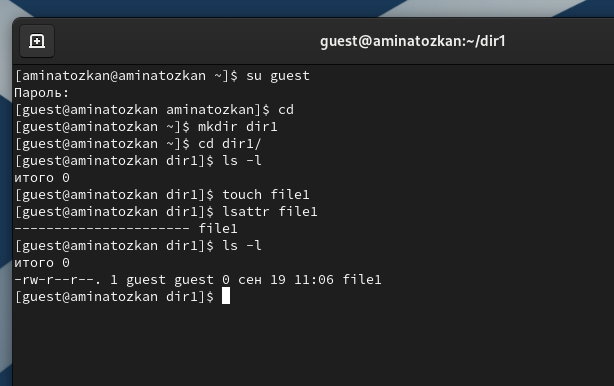 guest@aminatozkan:~/dir1
[aminatozkan@aminatozkan ~]$ su guest
Пароль:
[guest@aminatozkan aminatozkan]$ cd
[guest@aminatozkan ~]$ mkdir dir1
[guest@aminatozkan ~]$ cd dir1/
[guest@aminatozkan dir1]$ ls -l
итого 0
[guest@aminatozkan dir1]$ touch file1
[guest@aminatozkan dir1]$ lsattr file1
---------------------- file1
[guest@aminatozkan dir1]$ ls -l
итого 0
-rw-r--r--. 1 guest guest 0 сен 19 11:06 file1
[guest@aminatozkan dir1]$